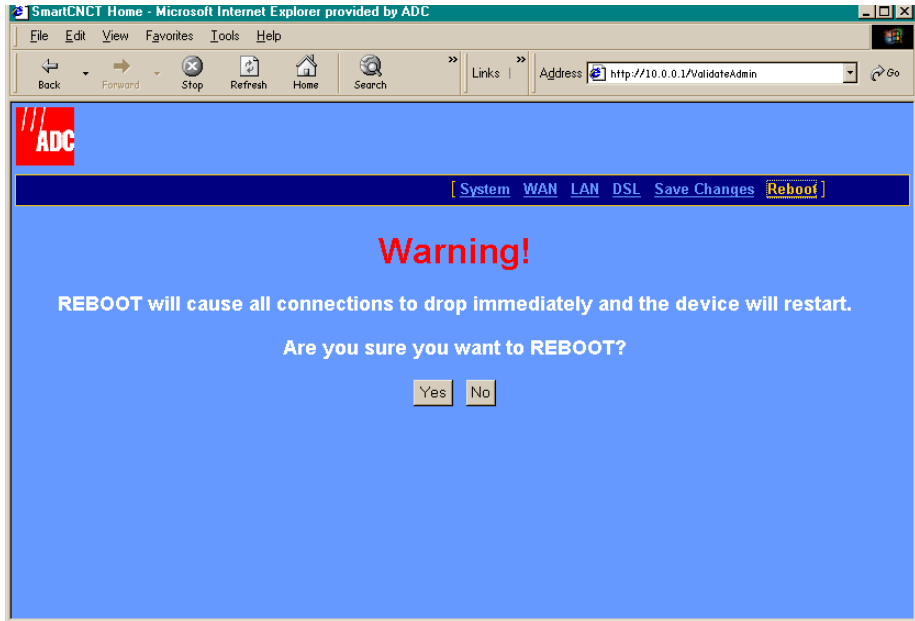 SmartCNCT Home - Microsoft Internet Explorer provided by ADC
File Edit View Favorites Tools Help
Back Forward Stop Refresh Home Search » Links » Address http://10.0.0.1/ValidateAdmin Go
ADC
[ System WAN LAN DSL Save Changes Reboot ]
Warning!
REBOOT will cause all connections to drop immediately and the device will restart.
Are you sure you want to REBOOT?
Yes No